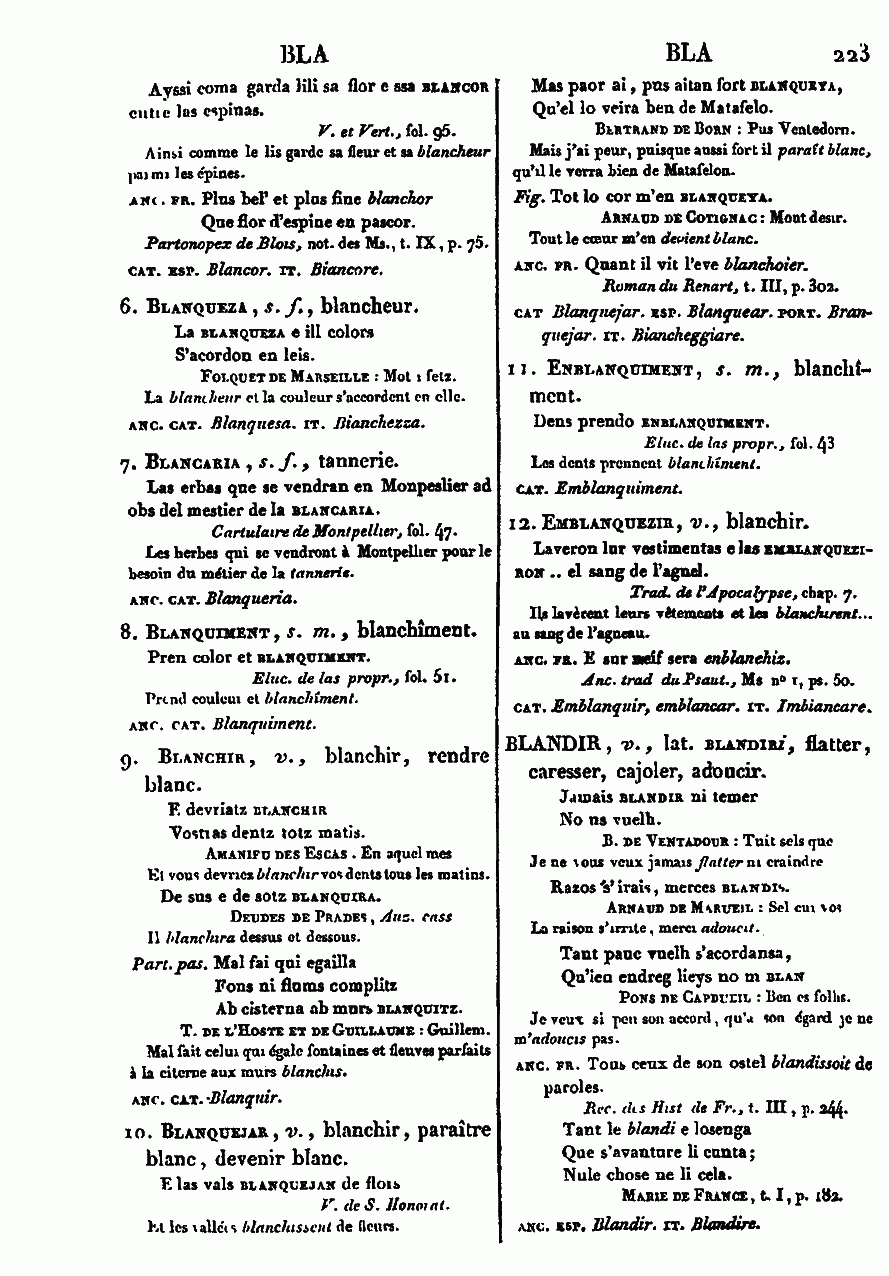 BLA
BLA 223
Ayssi coma garda lili sa flor e ssa BLANCOR
entre las espinas.
V. et Vert., fol. 95.
Ainsi comme le lis garde sa fleur et sa blancheur
parmi les épines.
ANC. FR. Plus bel' et plus fine blanchor
Que flor d'espine en pascor.
Partonopex de Blois, not. des Ms., t. IX, p. 75.
CAT. ESP. Blancor. IT. Biancore.
6. BLANQUEZA, s. f., blancheur.
La BLANQUEZA e ill colors
S'acordon en leis.
FOLQUET DE MARSEILLE : Mot i fetz.
La blancheur et la couleur s'accordent en elle.
ANC. CAT. Blanquesa. IT. Bianchezza.
7. BLANCARIA, s. f., tannerie.
Las erbas que se vendran en Monpeslier ad
obs del mestier de la BLANCARIA.
Cartulaire de Montpellier, fol. 47.
Les herbes qui se vendront à Montpellier pour le
besoin du métier de la tannerie.
ANC. CAT. Blanqueria.
8. BLANQUIMENT, s. m., blanchîment.
Pren color et BLANQUIMENT.
Eluc. de las propr., fol. 51.
Prend couleur et blanchîment.
ANC. CAT. Blanquiment.
9. BLANCHIR, v., blanchir, rendre
blanc.
E devriatz BLANCHIR
Vostras dentz totz matis.
AMANIEU DES ESCAS. En aquel mes
Et vous devriez blanchir vos dents tous les matins.
De sus e de sotz BLANQUIRA.
DEUDES DE PRADES, Auz. cass
Il blanchira dessus et dessous.
Part. pas. Mal fai qui egailla
Fons ni flums complitz
Ab cisterna ab murs BLANQUITZ.
T. DE L'HOSTE ET DE GUILLAUME : Guillem.
Mal fait celui qui égale fontaines et fleuves parfaits
à la citerne aux murs blanchis.
ANC. CAT. Blanquir.
10. BLANQUEJAR, v., blanchir, paraître
blanc, devenir blanc.
E las vals BLANQUEJAN de flois
V. de S. Honorat.
Et les vallées blanchissent de fleurs.
Mas paor ai, pus aitan fort BLANQUEYA,
Qu'el lo veira ben de Matafelo.
BERTRAND DE BORN : Pus Ventedorn.
Mais j'ai peur, puisque aussi fort il paraît blanc,
qu'il le verra bien de Matafelon.
Fig. Tot lo cor m'en BLANQUEYA.
ARNAUD DE COTIGNAC : Mout desir.
Tout le cœur m'en devient blanc.
ANC. FR. Quant il vit l'eve blanchoier.
Roman du Renart, t. III, p. 302.
CAT Blanquejar. ESP. Blanquear. PORT. Bran-
quejar. IT. Biancheggiare.
11. ENBLANQUIMENT, s. m., blanchî-
ment.
Dens prendo ENBLANQUIMENT.
Eluc. de las propr., fol. 43
Les dents prennent blanchîment.
CAT. Emblanquiment.
12. EMBLANQUEZIR, v., blanchir.
Laveron lur vestimentas e las EMBLANQUEZI-
RON .. el sang de l'agnel.
Trad. de l'Apocalypse, chap. 7.
Ils lavèrent leurs vêtements et les blanchirent...
au sang de l'agneau.
ANC. FR. E sur neif sera enblanchiz.
Anc. trad du Psaut., Ms nº 1, ps. 50.
CAT. Emblanquir, emblancar. IT. Imbiancare.
BLANDIR, v., lat. BLANDIRI, flatter,
caresser, cajoler, adoucir.
Jamais BLANDIR ni temer
No us vuelh.
B. DE VENTADOUR : Tuit sels que
Je ne vous veux jamais flatter ni craindre
Razos s'irais, merces BLANDIS.
ARNAUD DE MARUEIL : Sel cui vos
La raison s'irrite, merci adoucit.
Tant pauc vuelh s'acordansa,
Qu'ieu endreg lieys no m BLAN
PONS DE CAPDUEIL : Ben es folhs.
Je veux si peu son accord, qu'à son égard je ne
m'adoucis pas.
ANC. FR. Tous ceux de son ostel blandissoit de
paroles.
Rec. des Hist de Fr., t. III, p. 244.
Tant le blandi e losenga
Que s'avanture li cunta;
Nule chose ne li cela.
MARIE DE FRANCE, t. I, p. 182.
ANC. ESP. Blandir. IT. Blandire.